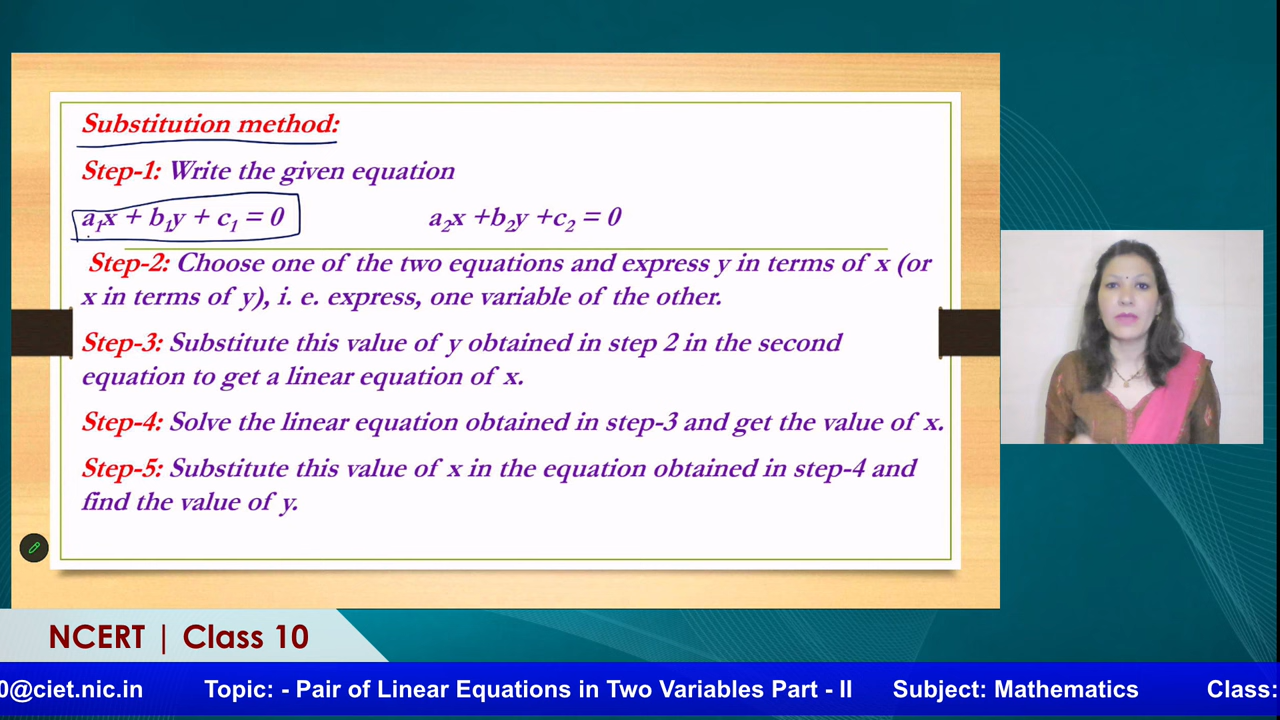 Substitution method:
Step-1: Write the given equation
a₁x + b₁y + c₁ = 0 a₂x +b₂y +c₂ = 0
Step-2: Choose one of the two equations and express y in terms of x (or
x in terms of y), i. e. express, one variable of the other.
Step-3: Substitute this value of y obtained in step 2 in the second
equation to get a linear equation of x.
Step-4: Solve the linear equation obtained in step-3 and get the value of x.
Step-5: Substitute this value of x in the equation obtained in step-4 and
find the value of y.
NCERT | Class 10
0@ciet.nic.in Topic: - Pair of Linear Equations in Two Variables Part - II Subject: Mathematics Class: